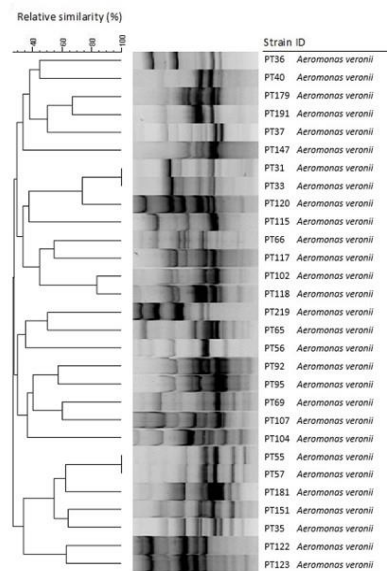 Relative similarity (%)
40
60
80
100
Strain ID
PT36 Aeromonas veronii
PT40 Aeromonas veronii
PT179 Aeromonas veronii
PT191 Aeromonas veronii
PT37 Aeromonas veronii
PT147 Aeromonas veronii
PT31 Aeromonas veronii
PT33 Aeromonas veronii
PT120 Aeromonas veronii
PT115 Aeromonas veronii
PT66 Aeromonas veronii
PT117 Aeromonas veronii
PT102 Aeromonas veronii
PT118 Aeromonas veronii
PT219 Aeromonas veronii
PT65 Aeromonas veronii
PT56 Aeromonas veronii
PT92 Aeromonas veronii
PT95 Aeromonas veronii
PT69 Aeromonas veronii
PT107 Aeromonas veronii
PT104 Aeromonas veronii
PT55 Aeromonas veronii
PT57 Aeromonas veronii
PT181 Aeromonas veronii
PT151 Aeromonas veronii
PT35 Aeromonas veronii
PT122 Aeromonas veronii
PT123 Aeromonas veronii